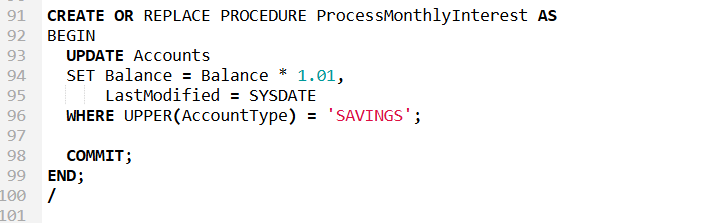 91 CREATE OR REPLACE PROCEDURE ProcessMonthlyInterest AS
92 BEGIN
93   UPDATE Accounts
94   SET Balance = Balance * 1.01,
95       LastModified = SYSDATE
96   WHERE UPPER(AccountType) = 'SAVINGS';
97
98   COMMIT;
99 END;
100 /
101